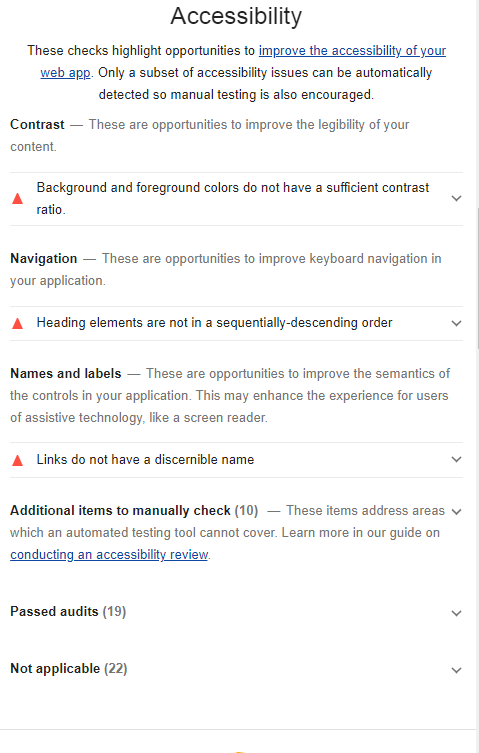 Accessibility
These checks highlight opportunities to improve the accessibility of your
web app. Only a subset of accessibility issues can be automatically
detected so manual testing is also encouraged.
Contrast — These are opportunities to improve the legibility of your
content.
Background and foreground colors do not have a sufficient contrast
ratio.
Navigation — These are opportunities to improve keyboard navigation in
your application.
Heading elements are not in a sequentially-descending order
Names and labels — These are opportunities to improve the semantics of
the controls in your application. This may enhance the experience for users
of assistive technology, like a screen reader.
Links do not have a discernible name
Additional items to manually check (10) — These items address areas
which an automated testing tool cannot cover. Learn more in our guide on
conducting an accessibility review.
Passed audits (19)
Not applicable (22)